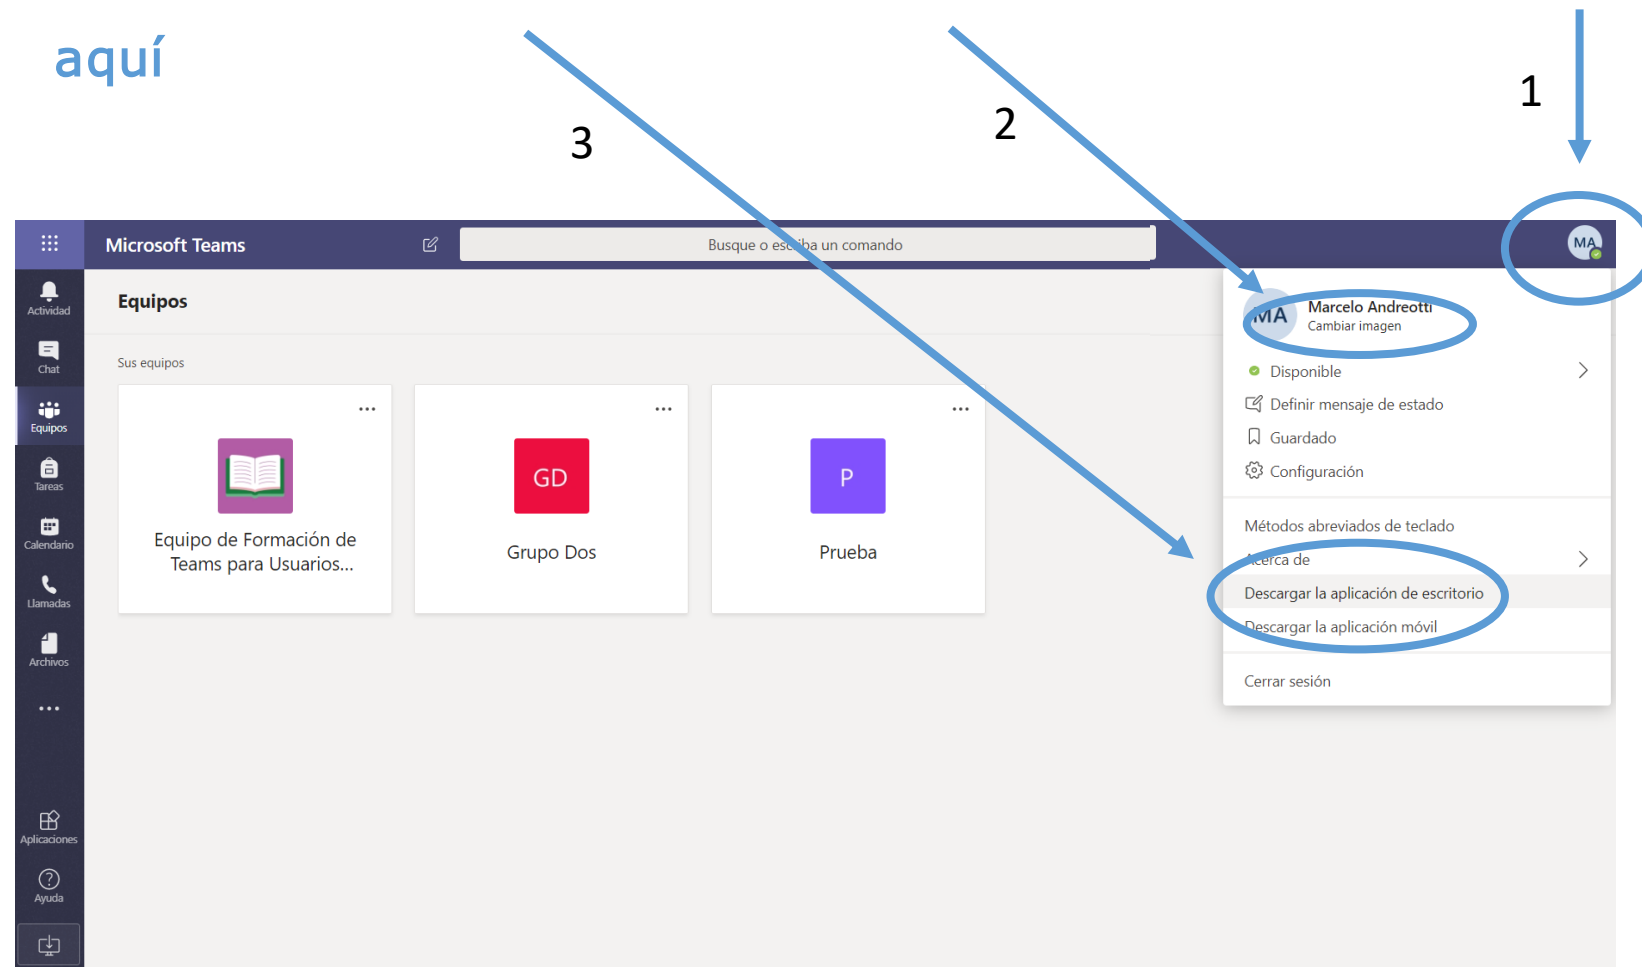 aquí
1
2
3
Microsoft Teams
Busque o escriba un comando
MA
Actividad
Chat
Equipos
Tareas
Calendario
Llamadas
Archivos
Aplicaciones
Ayuda
Equipos
Sus equipos
Equipo de Formación de
Teams para Usuarios...
GD
Grupo Dos
P
Prueba
MA
Marcelo Andreotti
Cambiar imagen
Disponible
Definir mensaje de estado
Guardado
Configuración
Métodos abreviados de teclado
Acerca de
Descargar la aplicación de escritorio
Descargar la aplicación móvil
Cerrar sesión